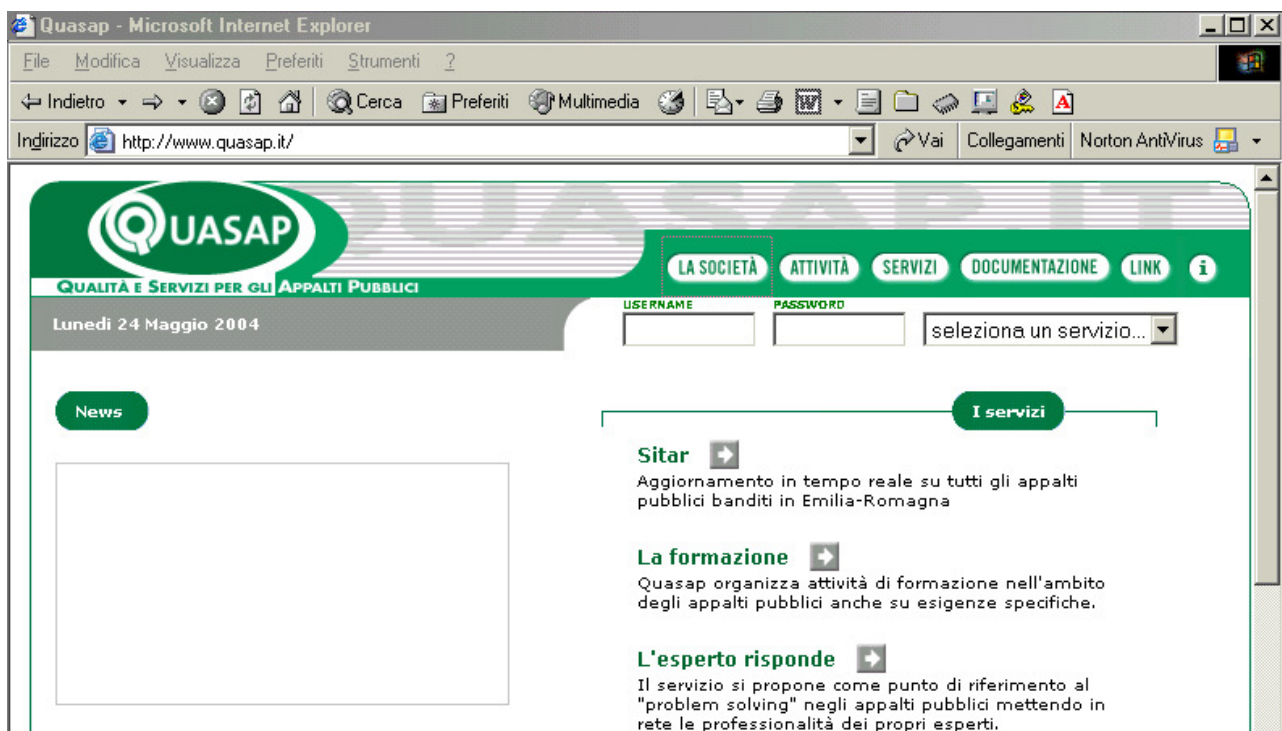 Quasap - Microsoft Internet Explorer
File Modifica Visualizza Preferiti Strumenti ?
Indietro Cerca Preferiti Multimedia
Indirizzo http://www.quasap.it/ Vai Collegamenti Norton AntiVirus
QUASAP.IT
QUASAP
LA SOCIETÀ ATTIVITÀ SERVIZI DOCUMENTAZIONE LINK i
QUALITÀ E SERVIZI PER GLI APPALTI PUBBLICI
USERNAME PASSWORD
Lunedì 24 Maggio 2004
seleziona un servizio...
News
I servizi
Sitar
Aggiornamento in tempo reale su tutti gli appalti
pubblici banditi in Emilia-Romagna
La formazione
Quasap organizza attività di formazione nell'ambito
degli appalti pubblici anche su esigenze specifiche.
L'esperto risponde
Il servizio si propone come punto di riferimento al
"problem solving" negli appalti pubblici mettendo in
rete le professionalità dei propri esperti.